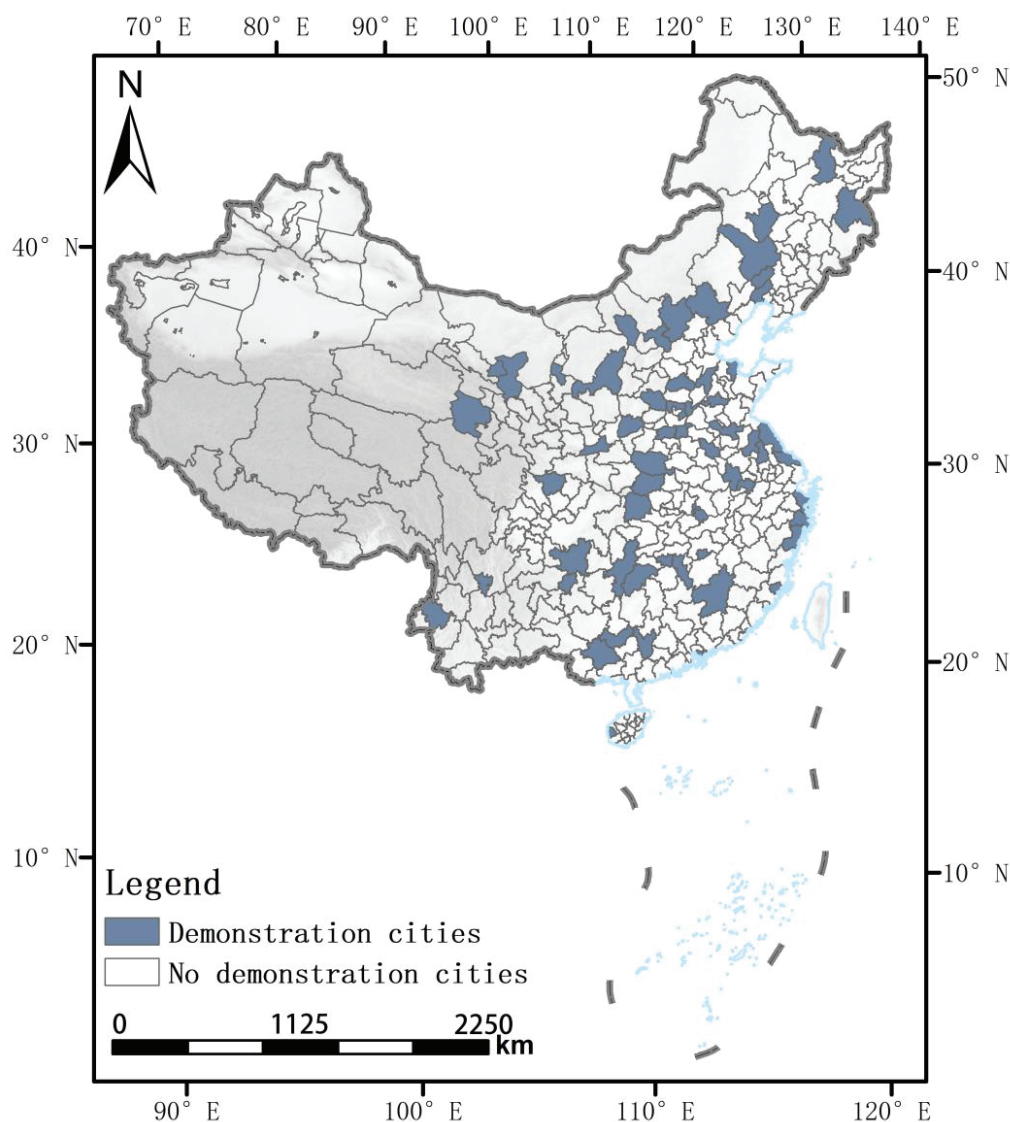 70° E 80° E 90° E 100° E 110° E 120° E 130° E 140° E
N
50° N
40° N
40° N
30° N
30° N
20° N
20° N
10° N
10° N
Legend
Demonstration cities
No demonstration cities
0 1125 2250
km
90° E 100° E 110° E 120° E